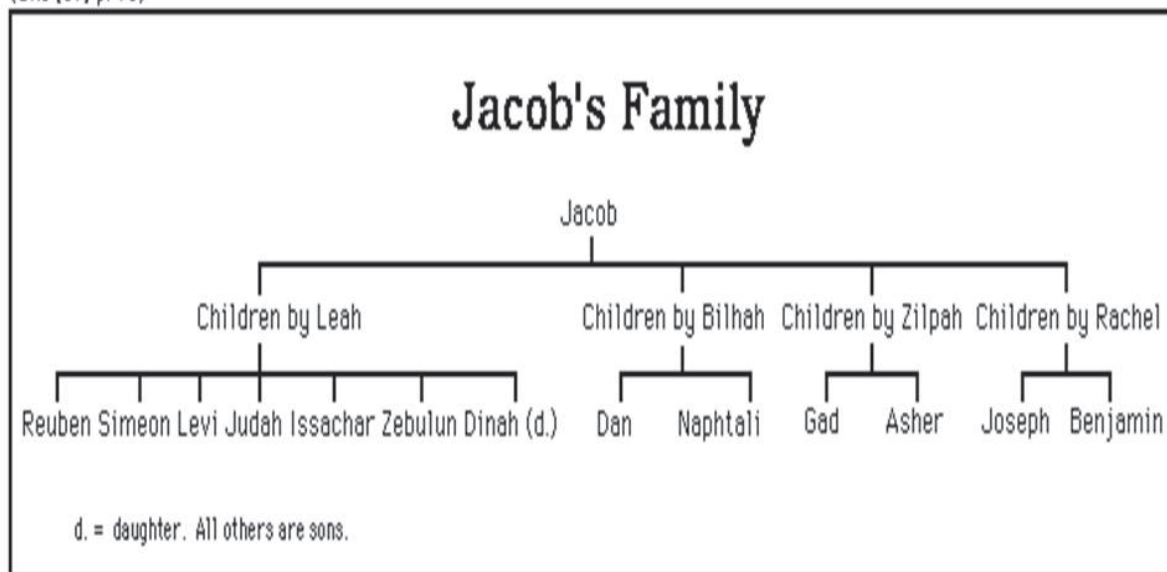 Jacob's Family
Jacob
Children by Leah Children by Bilhah Children by Zilpah Children by Rachel
Reuben Simeon Levi Judah Issachar Zebulun Dinah (d.) Dan Naphtali Gad Asher Joseph Benjamin
d. = daughter. All others are sons.